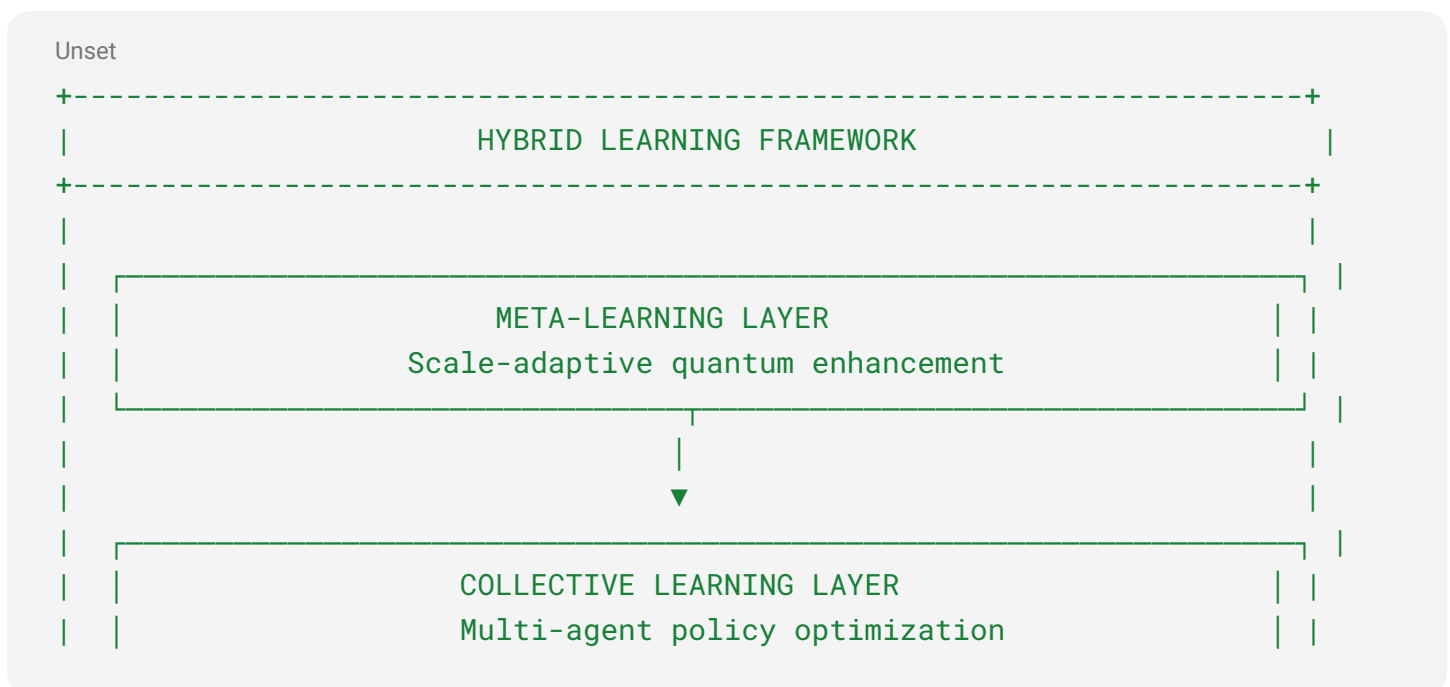 Unset
+----------------------------------------------------------------------+
|                       HYBRID LEARNING FRAMEWORK                       |
+----------------------------------------------------------------------+
|                                                                      |
|  ┌──────────────────────────────────────────────────────────────────┐ |
|  │                     META-LEARNING LAYER                         │ |
|  │                Scale-adaptive quantum enhancement               │ |
|  └────────────────────────────────┬─────────────────────────────────┘ |
|                                   │                                  |
|                                   ▼                                  |
|  ┌──────────────────────────────────────────────────────────────────┐ |
|  │                   COLLECTIVE LEARNING LAYER                     │ |
|  │                   Multi-agent policy optimization               │ |